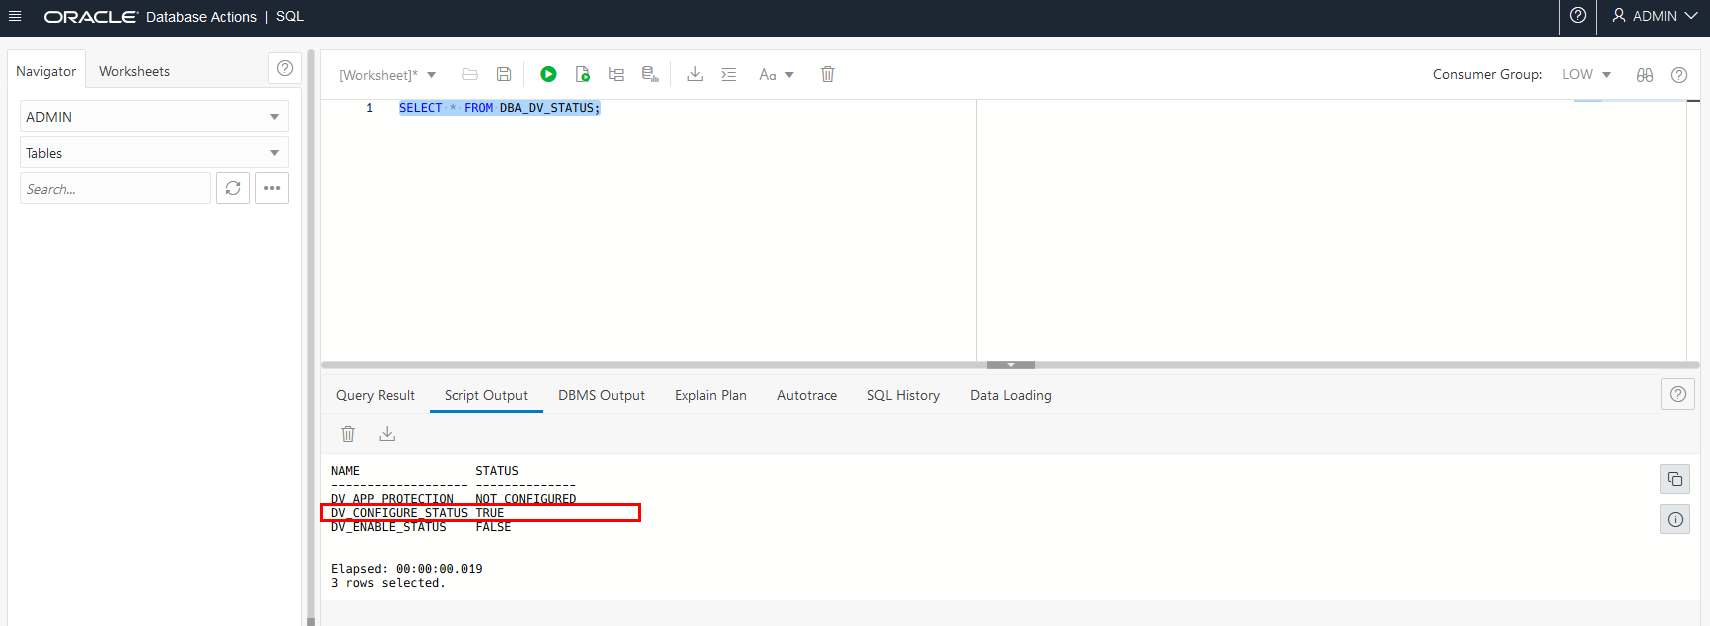 ORACLE Database Actions | SQL
ADMIN
Navigator
Worksheets
ADMIN
Tables
Search...
[Worksheet]*
Aa
Consumer Group: LOW
1 SELECT * FROM DBA_DV_STATUS;
Query Result
Script Output
DBMS Output
Explain Plan
Autotrace
SQL History
Data Loading
NAME STATUS
------------------- --------------
DV_APP_PROTECTION NOT CONFIGURED
DV_CONFIGURE_STATUS TRUE
DV_ENABLE_STATUS FALSE
Elapsed: 00:00:00.019
3 rows selected.